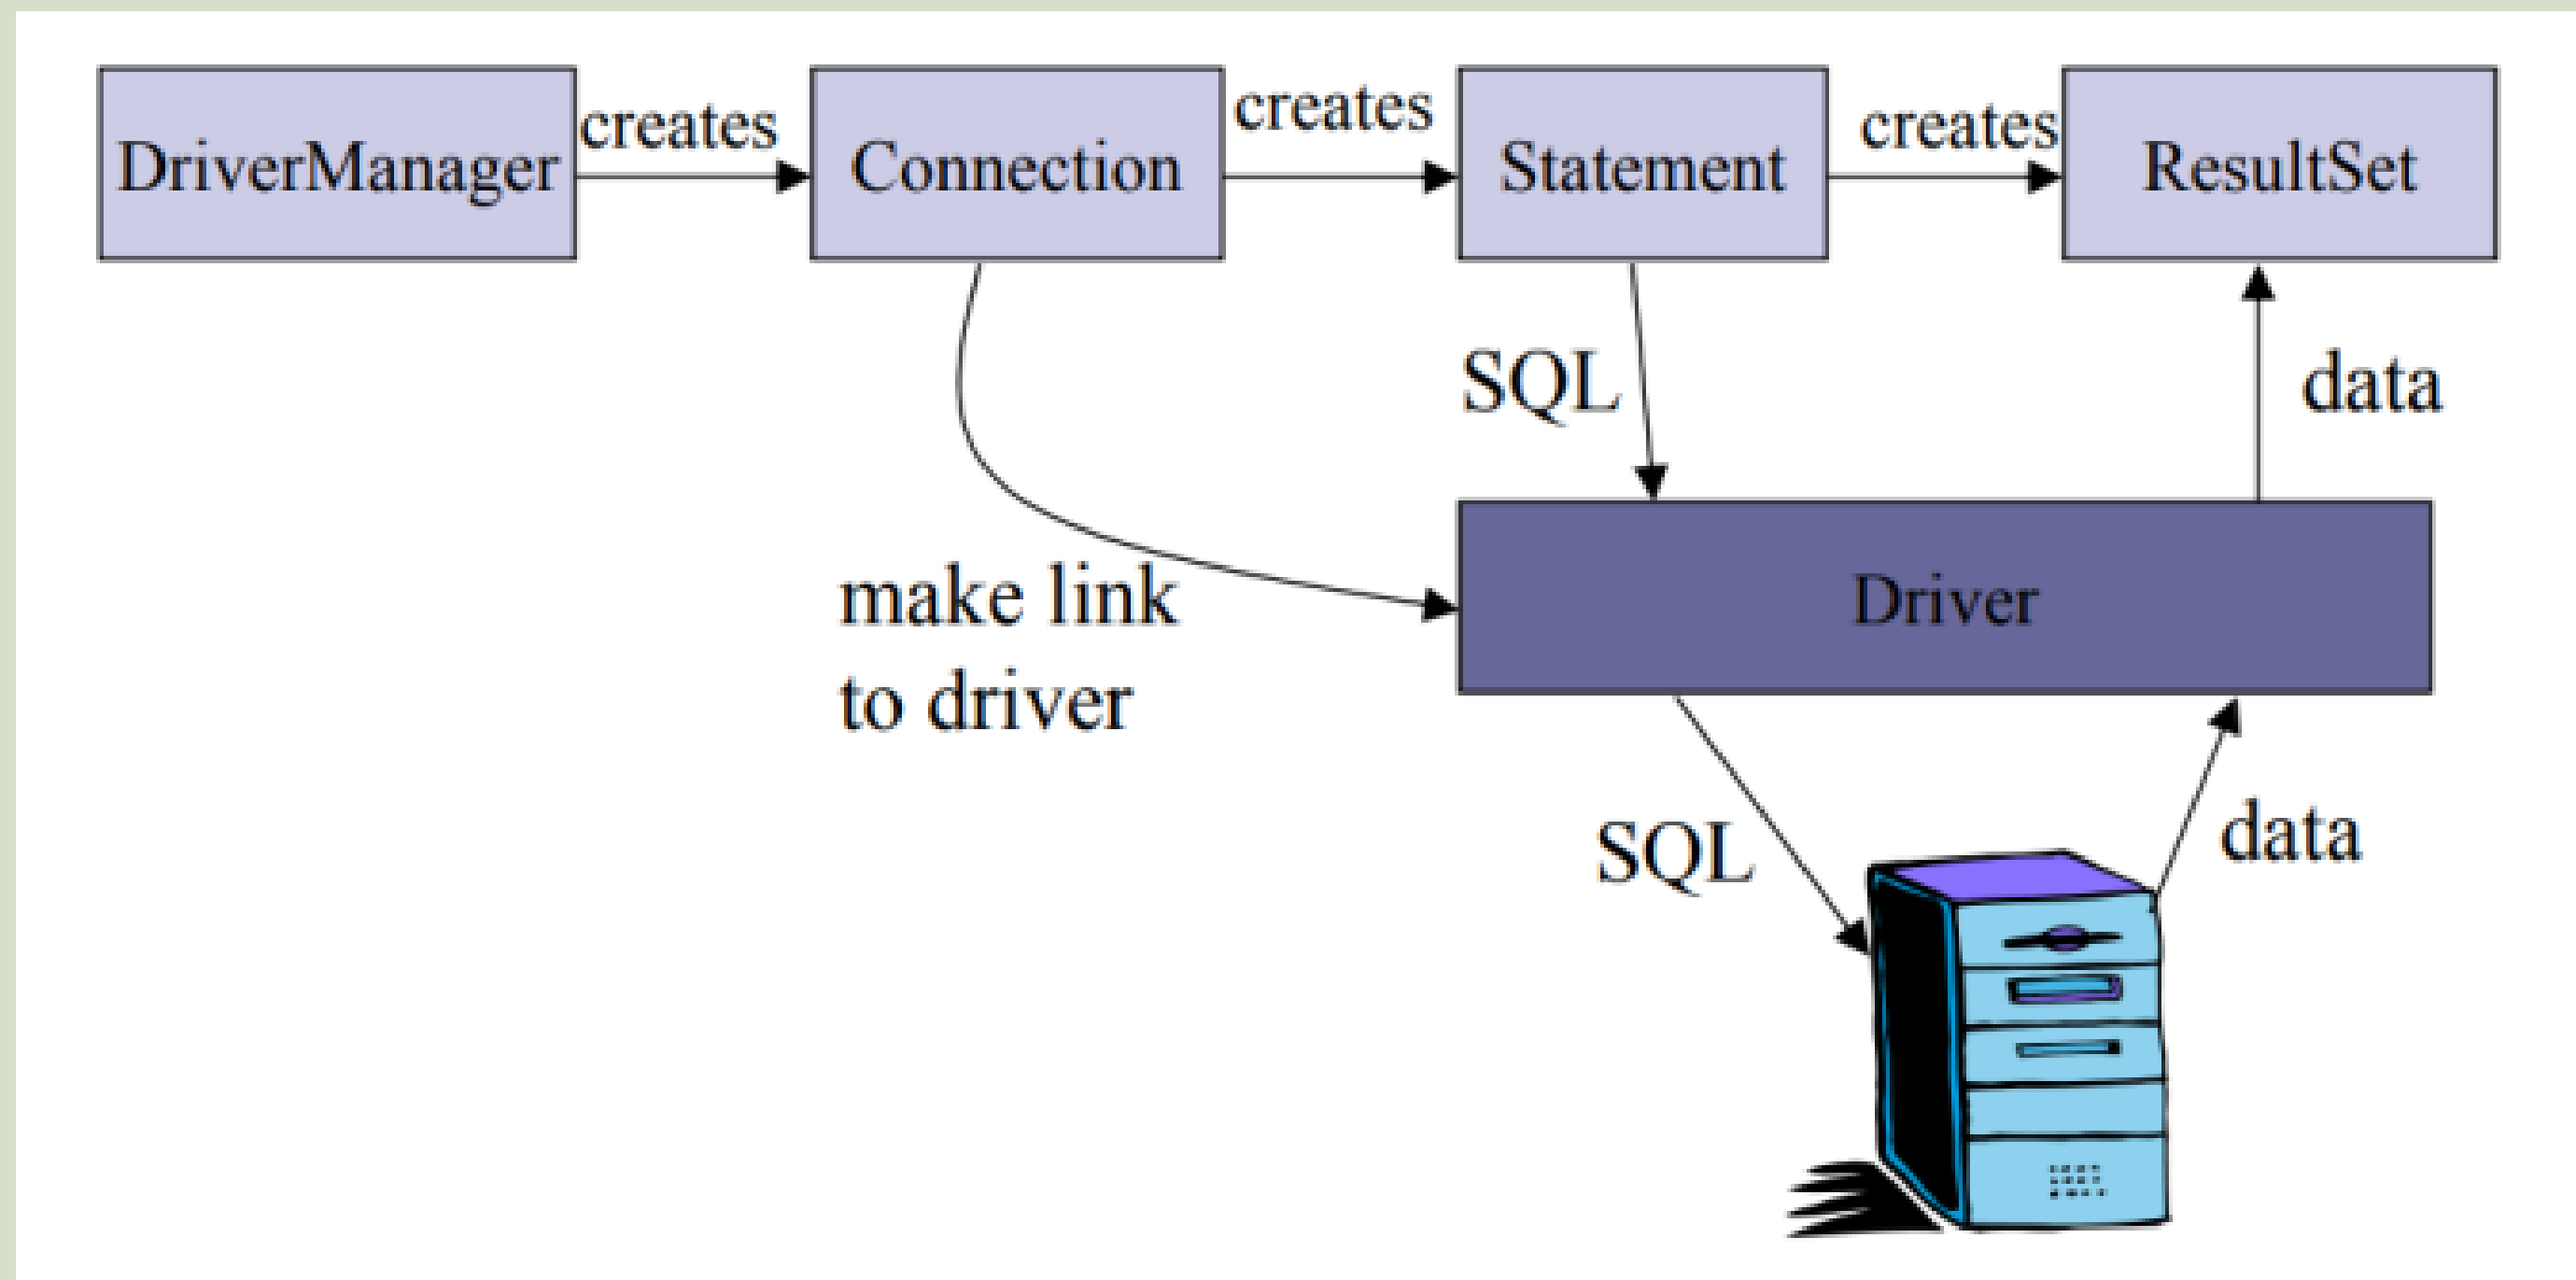 DriverManager
creates
Connection
creates
Statement
creates
ResultSet
SQL
data
make link
to driver
Driver
SQL
data